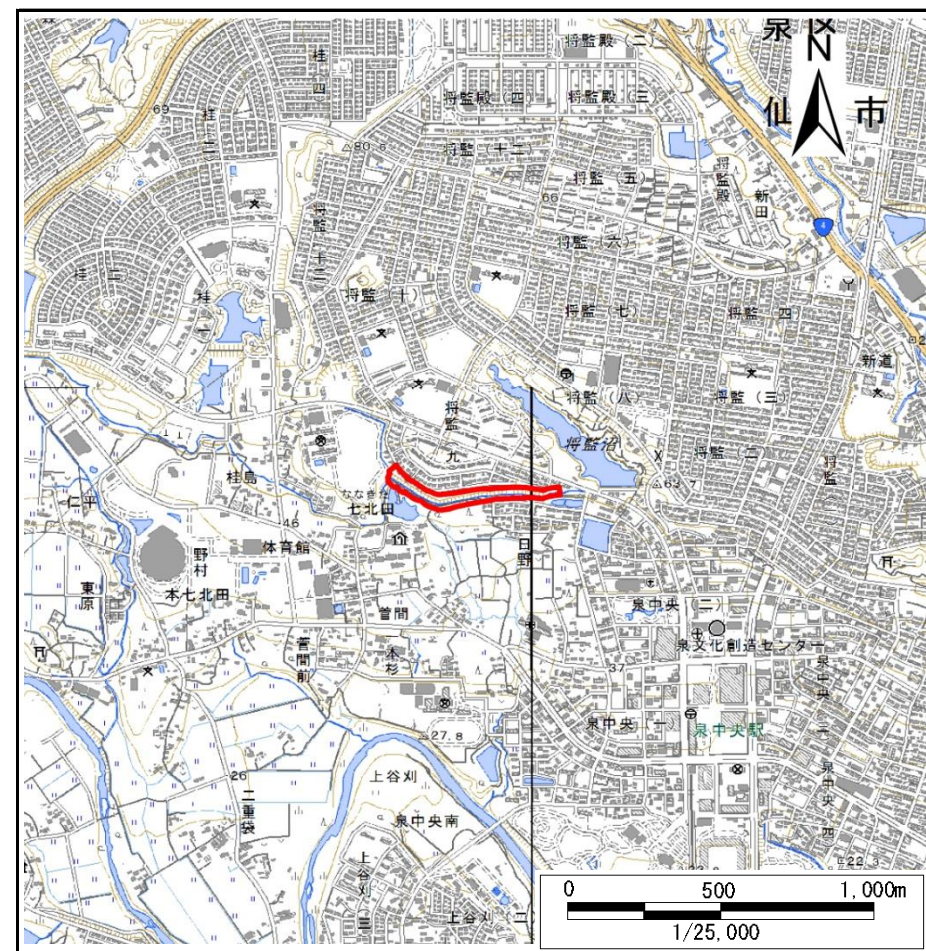 泉区
N
仙 市
将監殿(二)
桂四
将監殿(四)
将監殿(三
69
桂三
80.6
将監(十二)
将監(五)
将監殿
新田
66
4
将監(六)
将監(十三
将監(十)
桂二
桂一
将監(七)
将監(四
新道
将監(八)
将監(三)
将監九
将監沼
将監二
将監
63.7
桂島
ななきた
七北田
仁平
46
体育館
野村
日野
東京
本七北田
菅間
泉中央(二)
泉文化創造センター
菅間前
本杉
37
泉中央(一
泉中央駅
泉中央三
27.8
上谷刈
26
二重袋
泉中央南
泉中央四
上谷刈三
上谷刈(二
22.3
0 500 1,000m
1/25,000